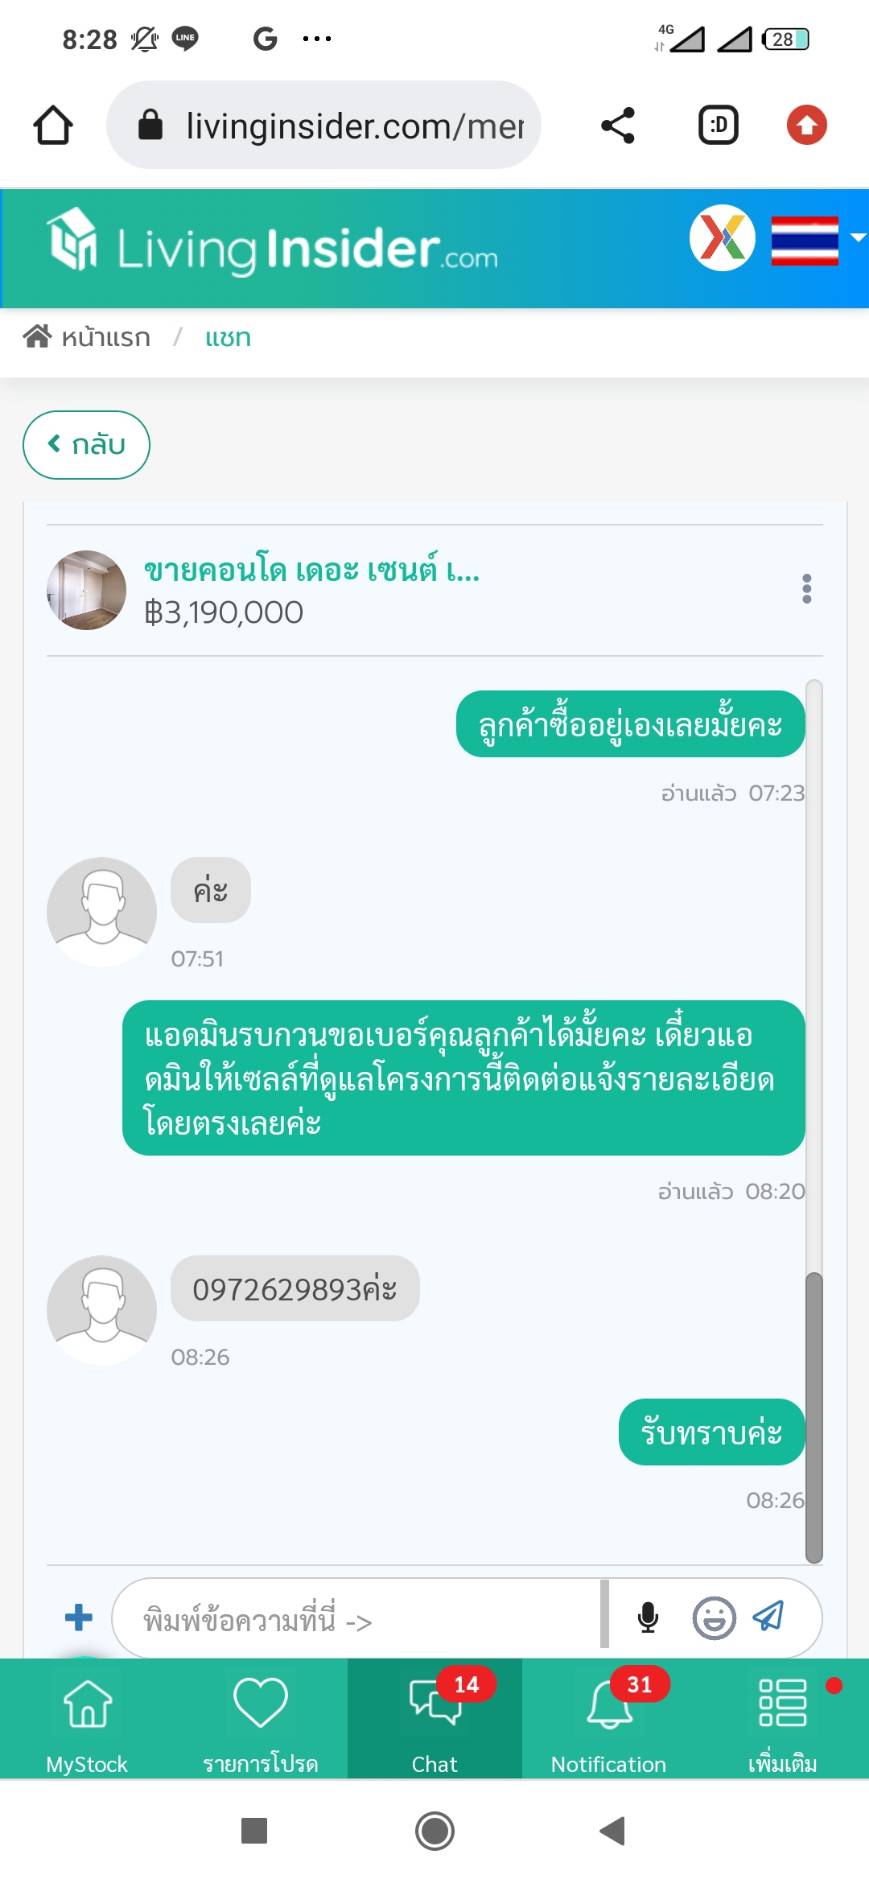 8:28 LINE G ... 4G 28
livinginsider.com/mer :D
LivingInsider.com
หน้าแรก / แชท
กลับ
ขายคอนโด เดอะ เซนต์ เ...
฿3,190,000
ลูกค้าซื้ออยู่เองเลยมั้ยคะ
อ่านแล้ว 07:23
ค่ะ
07:51
แอดมินรบกวนขอเบอร์คุณลูกค้าได้มั้ยคะ เดี๋ยวแอ
ดมินให้เซลล์ที่ดูแลโครงการนี้ติดต่อแจ้งรายละเอียด
โดยตรงเลยค่ะ
อ่านแล้ว 08:20
0972629893ค่ะ
08:26
รับทราบค่ะ
08:26
พิมพ์ข้อความที่นี่ ->
14 31
MyStock รายการโปรด Chat Notification เพิ่มเติม